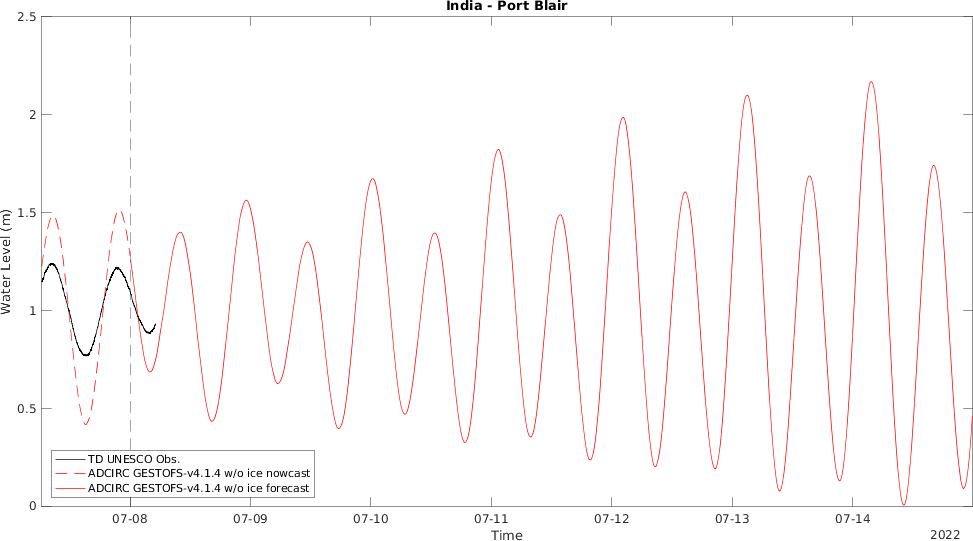 India - Port Blair
2.5
2
1.5
1
0.5
0
Water Level (m)
TD UNESCO Obs.
ADCIRC GESTOFS-v4.1.4 w/o ice nowcast
ADCIRC GESTOFS-v4.1.4 w/o ice forecast
07-08 07-09 07-10 07-11 07-12 07-13 07-14
Time
2022